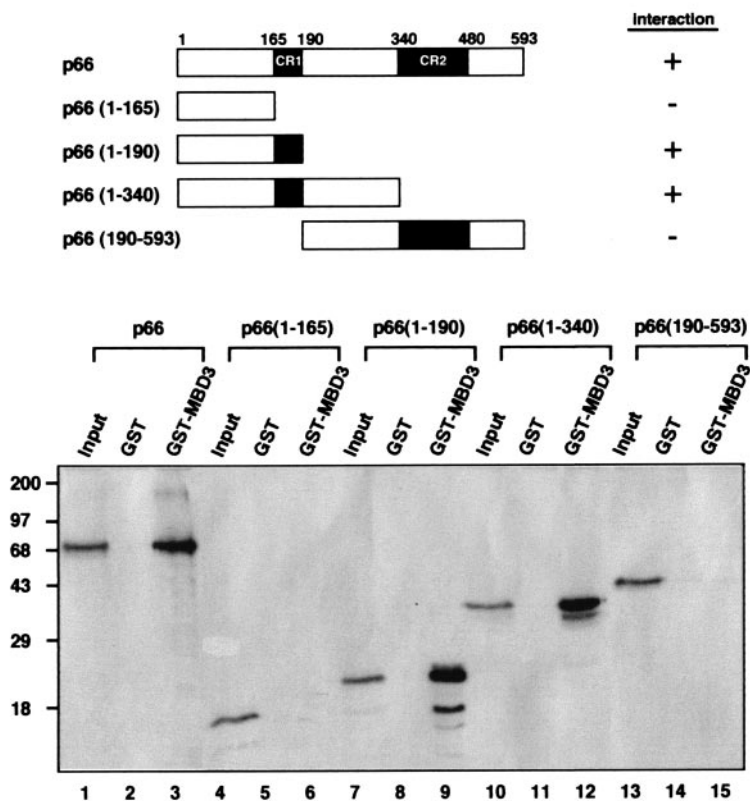 Interaction
1 165 190 340 480 593
p66 CR1 CR2 +
p66 (1-165) -
p66 (1-190) +
p66 (1-340) +
p66 (190-593) -
p66 p66(1-165) p66(1-190) p66(1-340) p66(190-593)
Input GST GST-MBD3 Input GST GST-MBD3 Input GST GST-MBD3 Input GST GST-MBD3 Input GST GST-MBD3
200
97
68
43
29
18
1 2 3 4 5 6 7 8 9 10 11 12 13 14 15